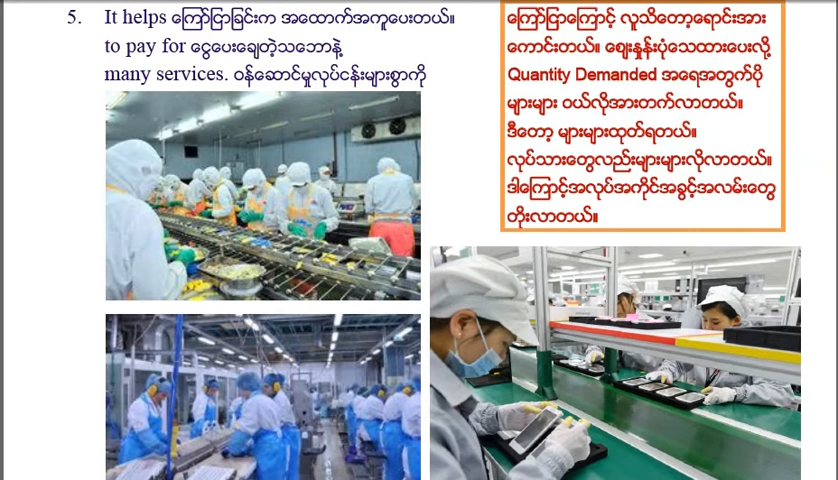 5. It helps ကြော်ငြာခြင်းက အထောက်အကူပေးတယ်။
to pay for ငွေပေးချေတဲ့သဘောနဲ့
many services. ဝန်ဆောင်မှုလုပ်ငန်းများစွာကို
ကြော်ငြာကြောင့် လူသိတော့ရောင်းအား
ကောင်းတယ်။ ဈေးနှုန်းပုံသေထားပေးလို့
Quantity Demanded အရေအတွက်ပို
များများ ဝယ်လိုအားတက်လာတယ်။
ဒီတော့ များများထုတ်ရတယ်။
လုပ်သားတွေလည်းများများလိုလာတယ်။
ဒါကြောင့်အလုပ်အကိုင်အခွင့်အလမ်းတွေ
တိုးလာတယ်။